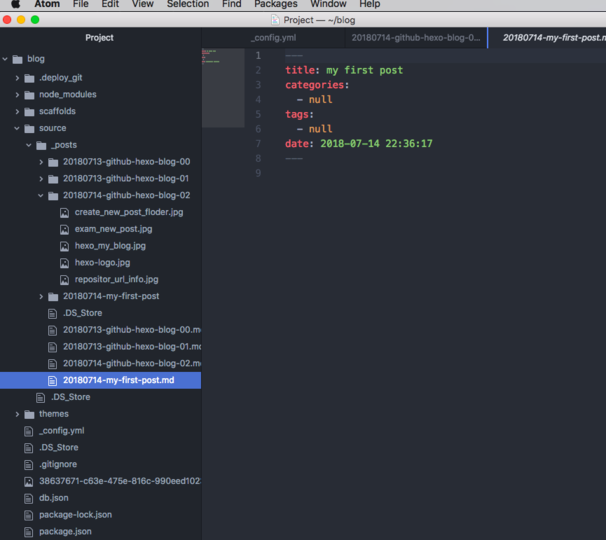 Atom File Edit View Selection Find Packages Window Help
Project — ~/blog
Project
_config.yml 20180714-github-hexo-blog-0... 20180714-my-first-post.m
blog
.deploy_git
node_modules
scaffolds
source
_posts
20180713-github-hexo-blog-00
20180713-github-hexo-blog-01
20180714-github-hexo-blog-02
create_new_post_floder.jpg
exam_new_post.jpg
hexo_my_blog.jpg
hexo-logo.jpg
repositor_url_info.jpg
20180714-my-first-post
.DS_Store
20180713-github-hexo-blog-00.m
20180713-github-hexo-blog-01.m
20180714-github-hexo-blog-02.m
20180714-my-first-post.md
.DS_Store
themes
_config.yml
.DS_Store
.gitignore
38637671-c63e-475e-816c-990eed102
db.json
package-lock.json
package.json
1 ---
2 title: my first post
3 categories:
4 - null
5 tags:
6 - null
7 date: 2018-07-14 22:36:17
8 ---
9